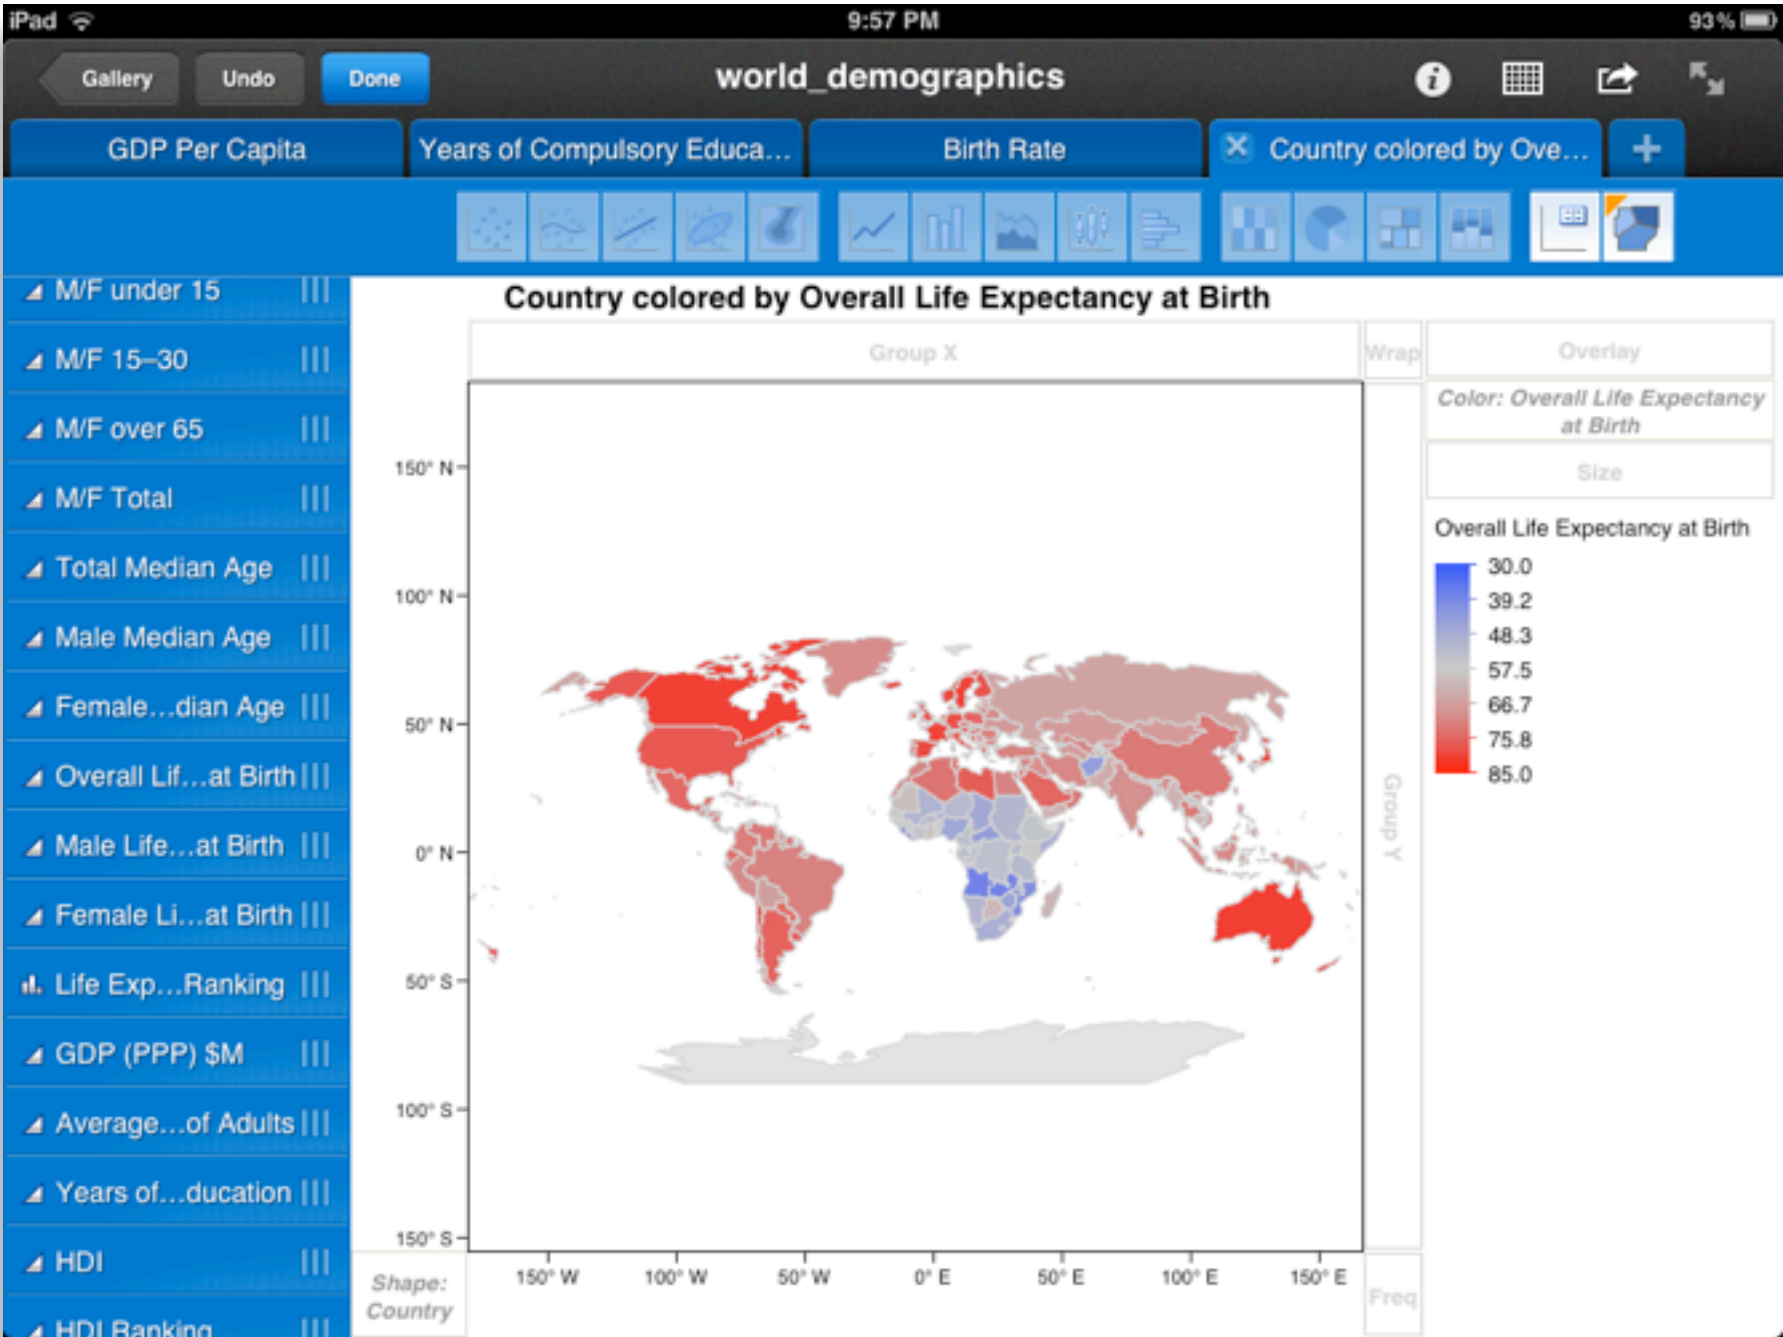 iPad 9:57 PM 93%
Gallery Undo Done world_demographics
GDP Per Capita Years of Compulsory Educa... Birth Rate Country colored by Ove...
M/F under 15
M/F 15–30
M/F over 65
M/F Total
Total Median Age
Male Median Age
Female...dian Age
Overall Lif...at Birth
Male Life...at Birth
Female Li...at Birth
Life Exp...Ranking
GDP (PPP) $M
Average...of Adults
Years of...ducation
HDI
HDI Ranking
Country colored by Overall Life Expectancy at Birth
Group X
Wrap
Overlay
Color: Overall Life Expectancy
at Birth
Size
Overall Life Expectancy at Birth
30.0
39.2
48.3
57.5
66.7
75.8
85.0
Group Y
150° N
100° N
50° N
0° N
50° S
100° S
150° S
150° W 100° W 50° W 0° E 50° E 100° E 150° E
Shape:
Country
Freq